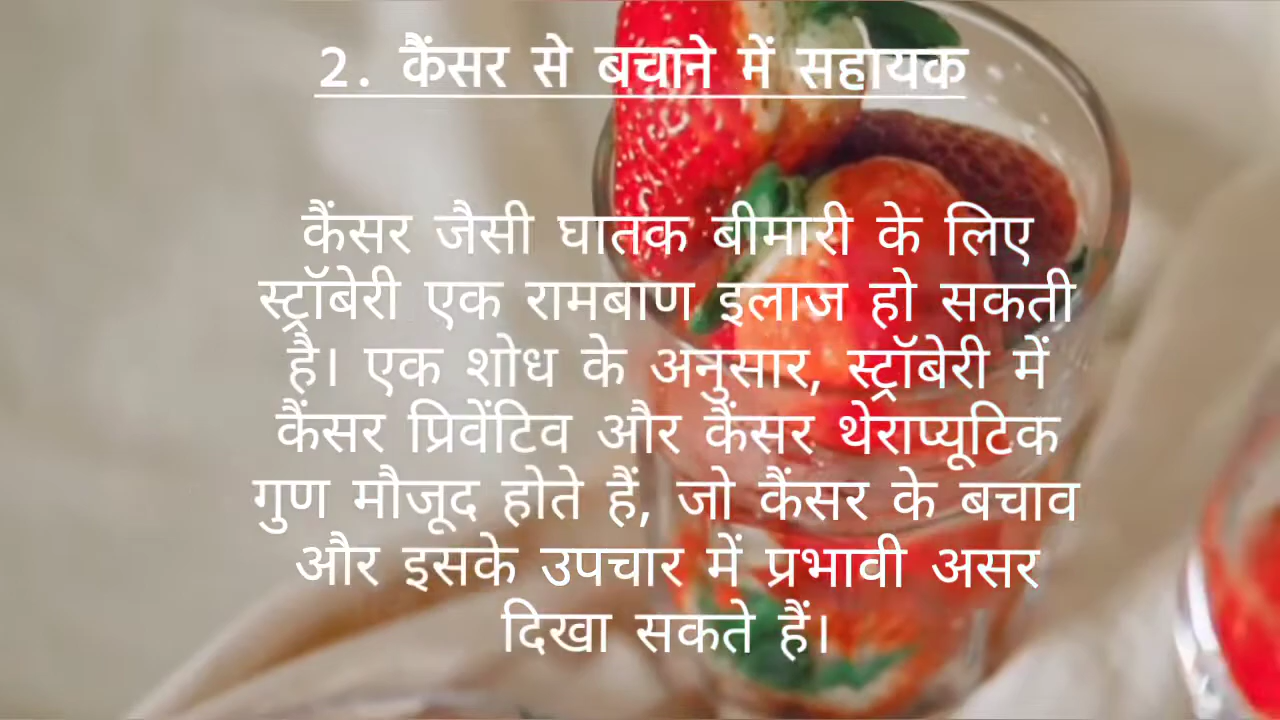 2. कैंसर से बचाने में सहायक
कैंसर जैसी घातक बीमारी के लिए
स्ट्रॉबेरी एक रामबाण इलाज हो सकती
है। एक शोध के अनुसार, स्ट्रॉबेरी में
कैंसर प्रिवेंटिव और कैंसर थेराप्यूटिक
गुण मौजूद होते हैं, जो कैंसर के बचाव
और इसके उपचार में प्रभावी असर
दिखा सकते हैं।